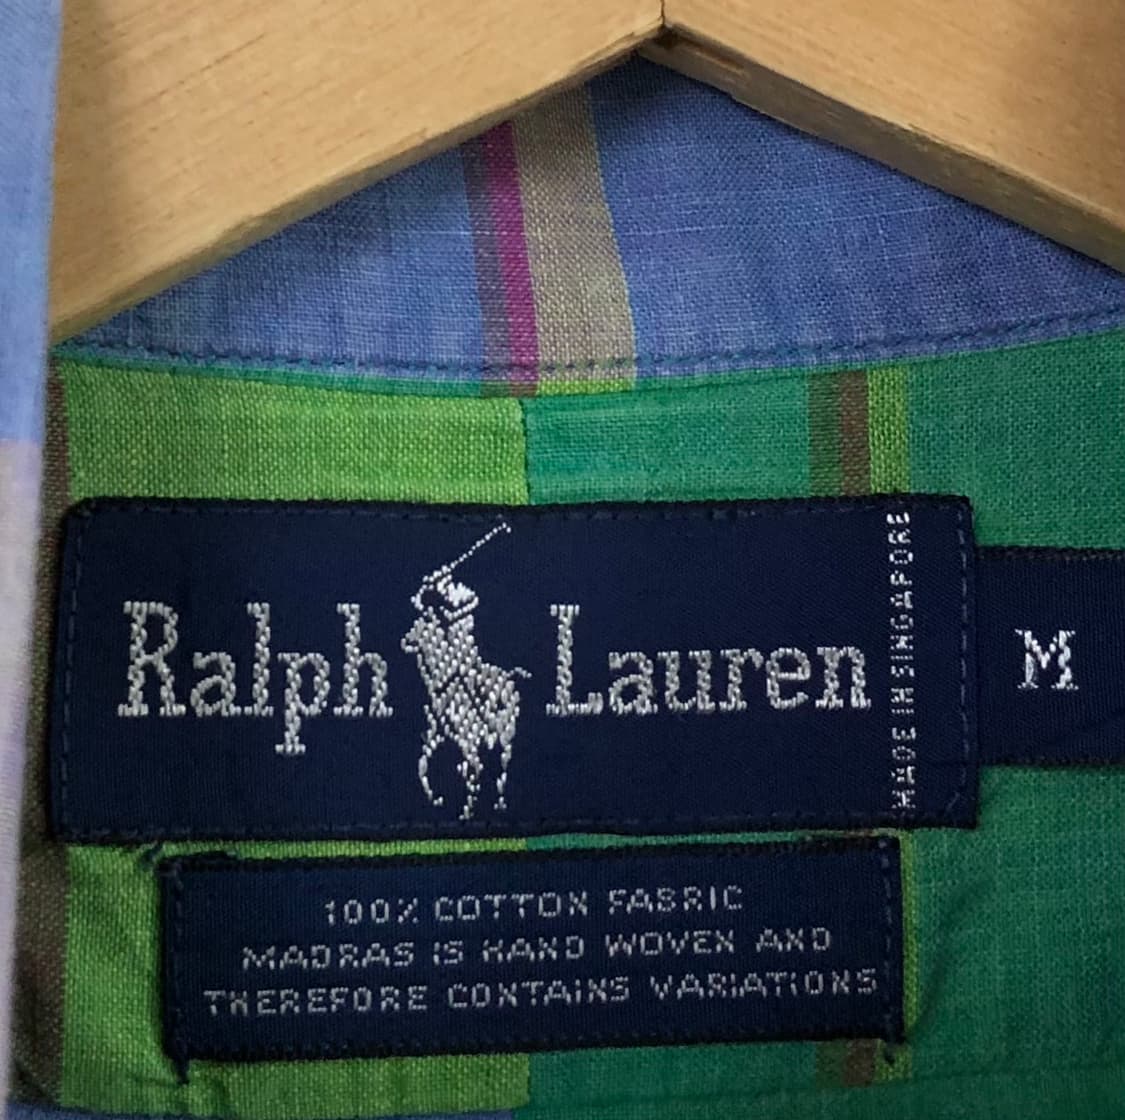 Ralph Lauren
MADE IN SINGAPORE
M
100% COTTON FABRIC
MADRAS IS HAND WOVEN AND
THEREFORE CONTAINS VARIATIONS